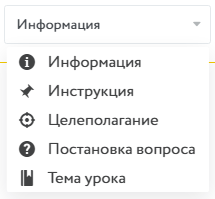 Информация
Информация
Инструкция
Целеполагание
Постановка вопроса
Тема урока